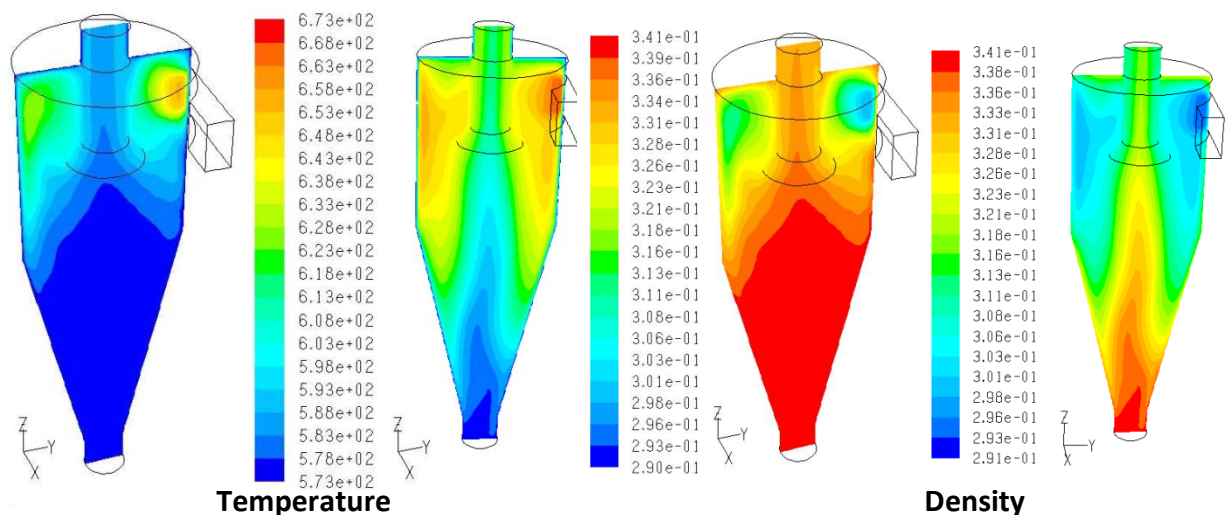 6.73e+02
6.68e+02
6.63e+02
6.58e+02
6.53e+02
6.48e+02
6.43e+02
6.38e+02
6.33e+02
6.28e+02
6.23e+02
6.18e+02
6.13e+02
6.08e+02
6.03e+02
5.98e+02
5.93e+02
5.88e+02
5.83e+02
5.78e+02
5.73e+02
Z
Y
X
Z
Y
X
3.41e-01
3.39e-01
3.36e-01
3.34e-01
3.31e-01
3.28e-01
3.26e-01
3.23e-01
3.21e-01
3.18e-01
3.16e-01
3.13e-01
3.11e-01
3.08e-01
3.06e-01
3.03e-01
3.01e-01
2.98e-01
2.96e-01
2.93e-01
2.90e-01
Z
Y
X
3.41e-01
3.38e-01
3.36e-01
3.33e-01
3.31e-01
3.28e-01
3.26e-01
3.23e-01
3.21e-01
3.18e-01
3.16e-01
3.13e-01
3.11e-01
3.08e-01
3.06e-01
3.03e-01
3.01e-01
2.98e-01
2.96e-01
2.93e-01
2.91e-01
Z
Y
X
Temperature
Density